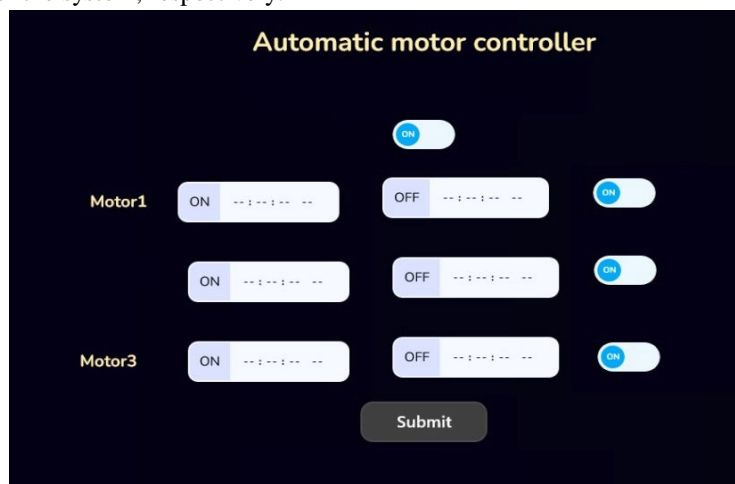 Automatic motor controller
ON
Motor1 ON --:--:-- -- OFF --:--:-- -- ON
ON --:--:-- -- OFF --:--:-- -- ON
Motor3 ON --:--:-- -- OFF --:--:-- -- ON
Submit